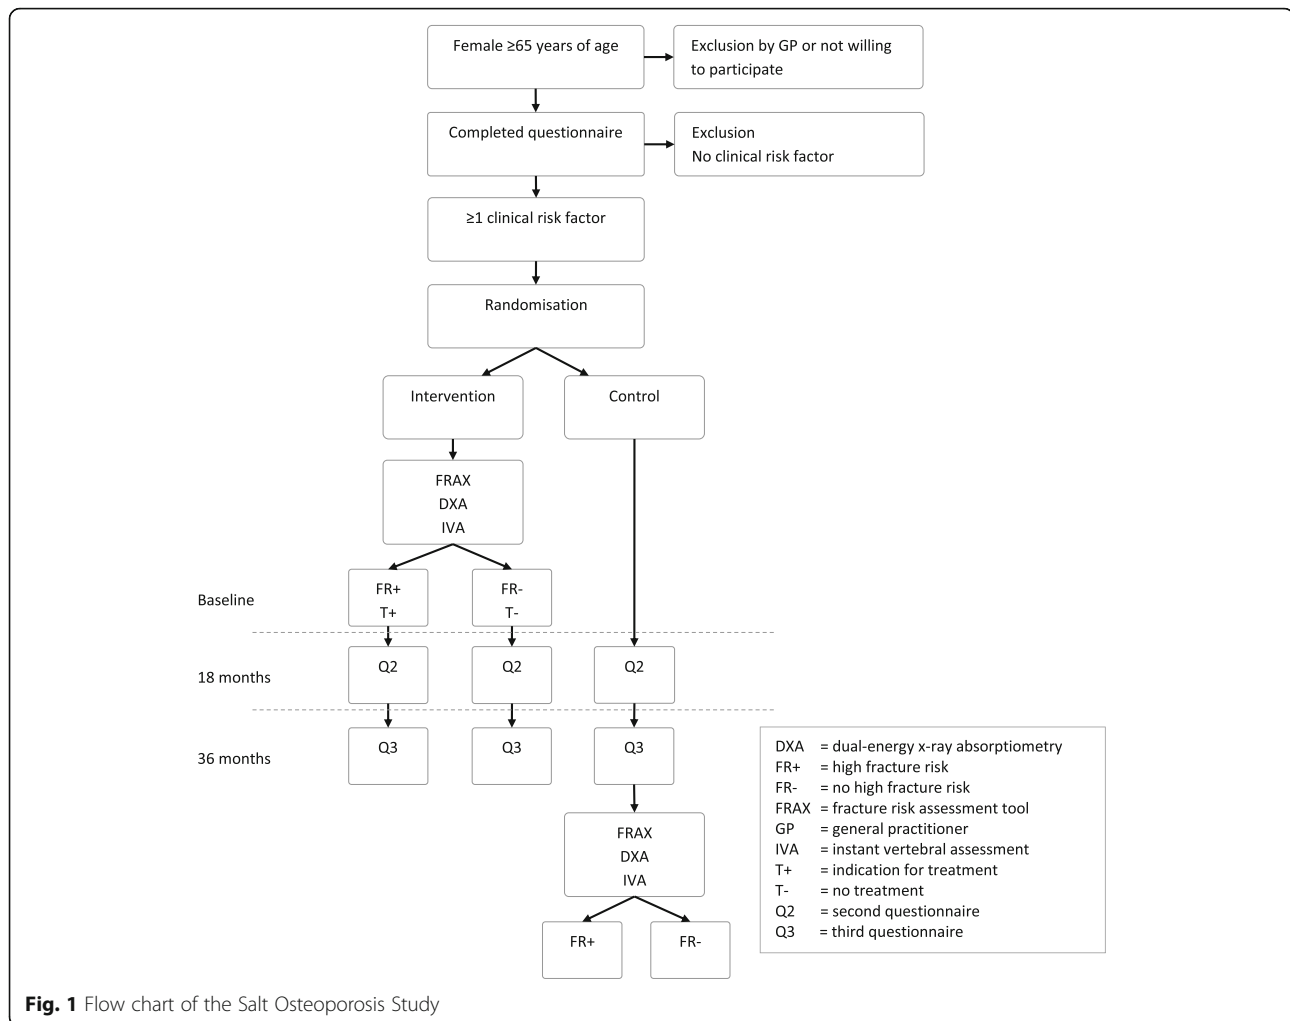 Female ≥65 years of age
Exclusion by GP or not willing
to participate
Completed questionnaire
Exclusion
No clinical risk factor
≥1 clinical risk factor
Randomisation
Intervention
Control
FRAX
DXA
IVA
Baseline
FR+
T+
FR-
T-
18 months
Q2
Q2
Q2
36 months
Q3
Q3
Q3
FRAX
DXA
IVA
FR+
FR-
DXA = dual-energy x-ray absorptiometry
FR+ = high fracture risk
FR- = no high fracture risk
FRAX = fracture risk assessment tool
GP = general practitioner
IVA = instant vertebral assessment
T+ = indication for treatment
T- = no treatment
Q2 = second questionnaire
Q3 = third questionnaire
Fig. 1 Flow chart of the Salt Osteoporosis Study